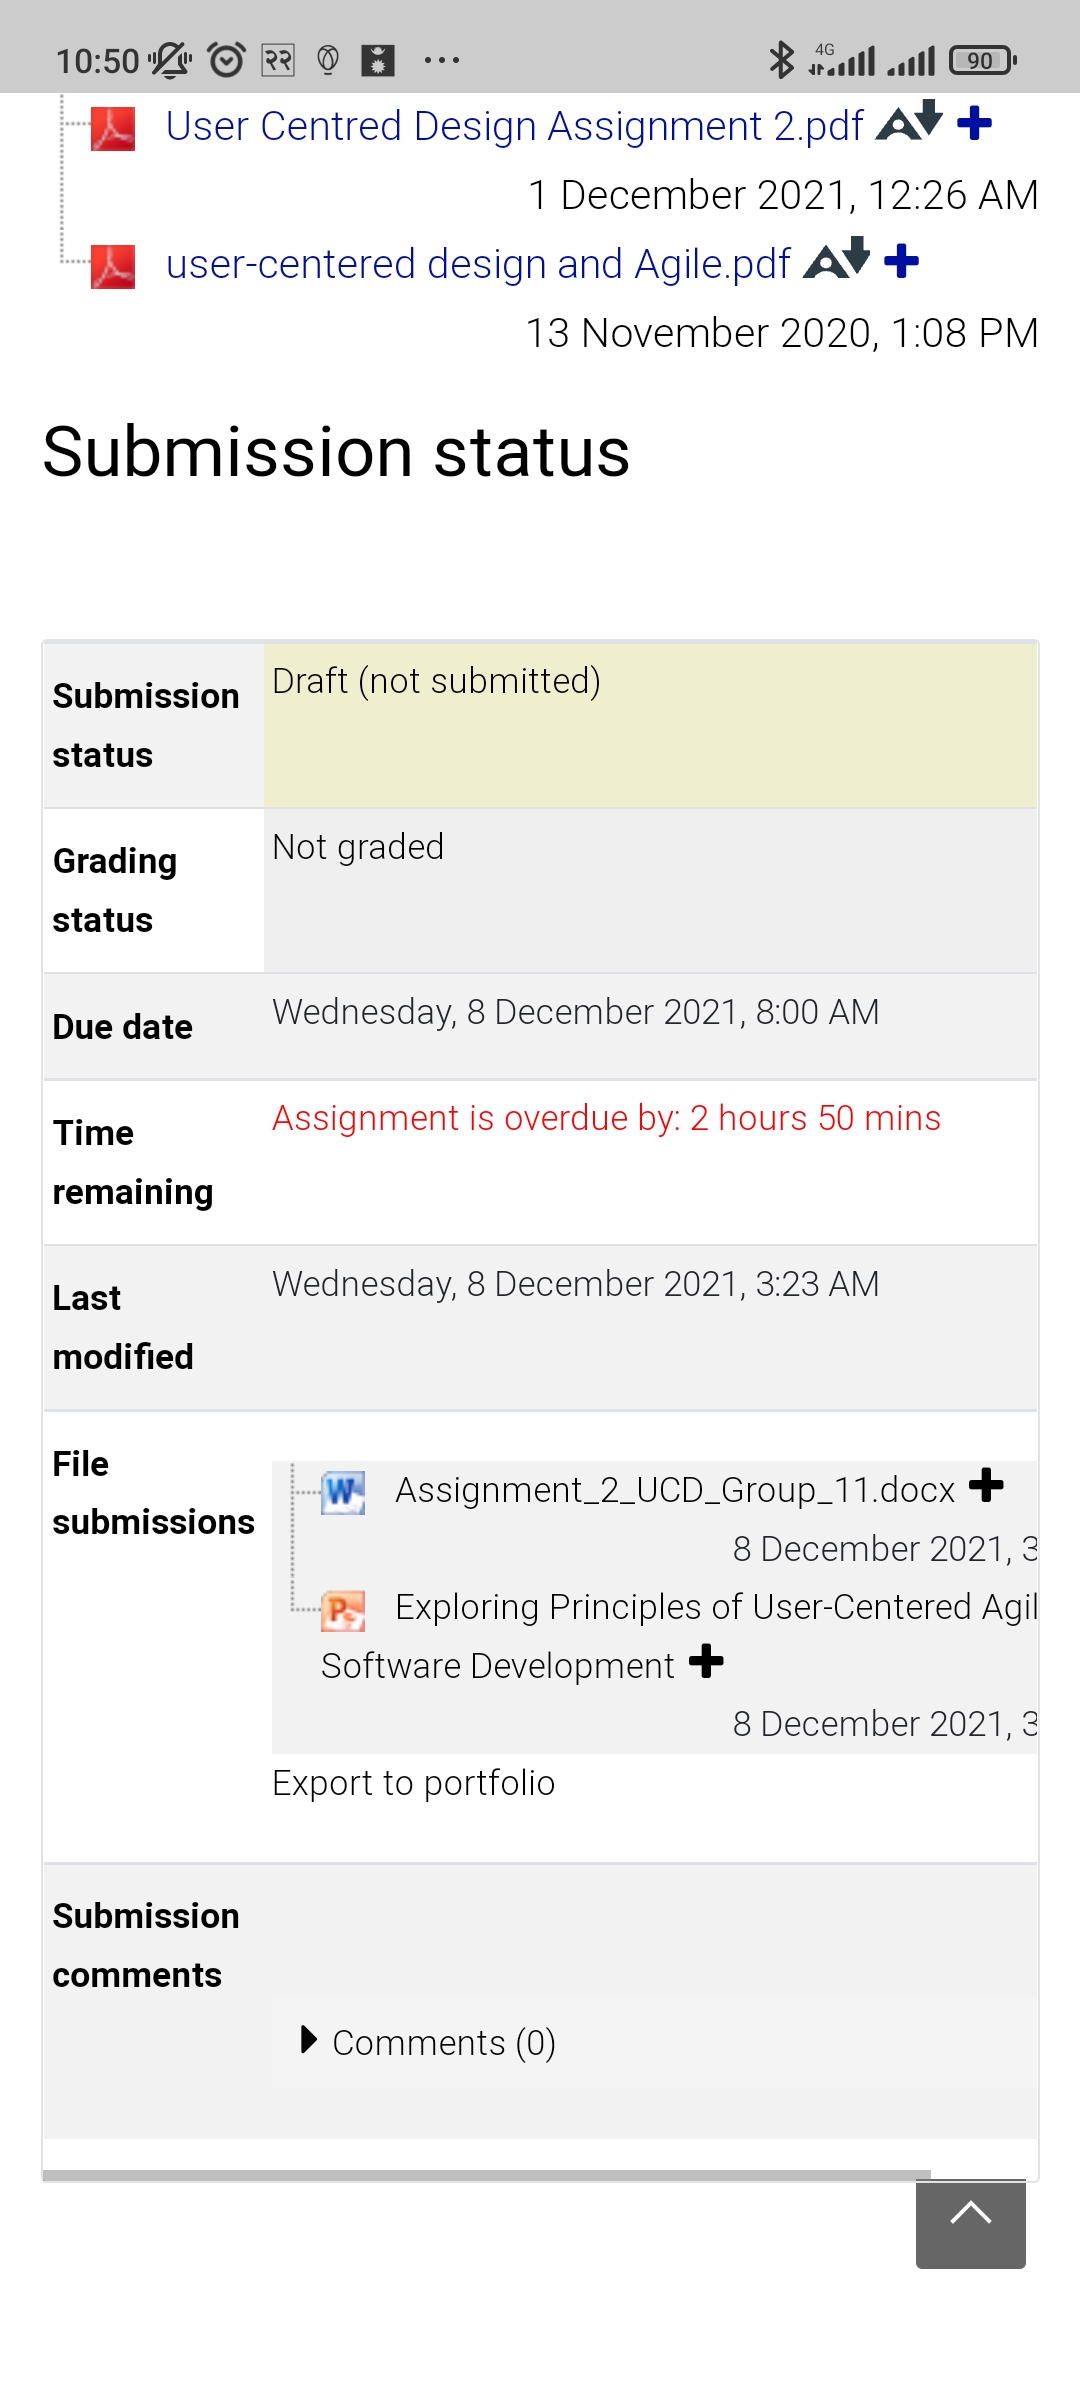 10:50 २२ 4G 90
User Centred Design Assignment 2.pdf
1 December 2021, 12:26 AM
user-centered design and Agile.pdf
13 November 2020, 1:08 PM
Submission status
Submission status
Draft (not submitted)
Grading status
Not graded
Due date
Wednesday, 8 December 2021, 8:00 AM
Time remaining
Assignment is overdue by: 2 hours 50 mins
Last modified
Wednesday, 8 December 2021, 3:23 AM
File submissions
Assignment_2_UCD_Group_11.docx
8 December 2021, 3
Exploring Principles of User-Centered Agil
Software Development
8 December 2021, 3
Export to portfolio
Submission comments
Comments (0)